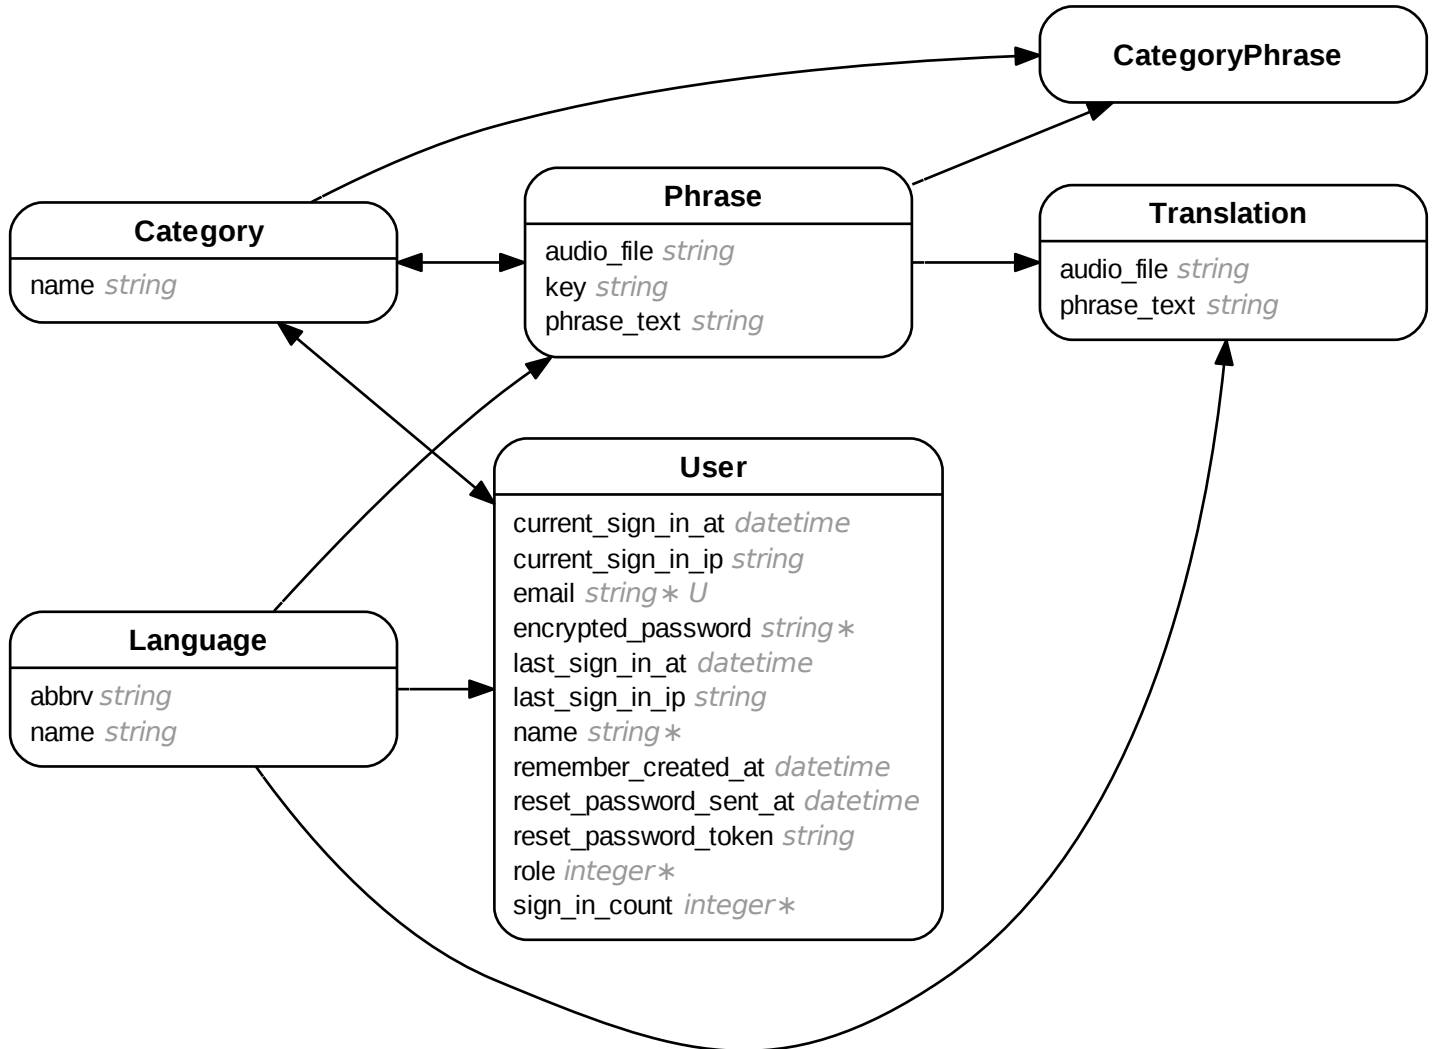 CategoryPhrase
Phrase
audio_file string
key string
phrase_text string
Translation
audio_file string
phrase_text string
Category
name string
User
current_sign_in_at datetime
current_sign_in_ip string
email string∗ U
encrypted_password string∗
last_sign_in_at datetime
last_sign_in_ip string
name string∗
remember_created_at datetime
reset_password_sent_at datetime
reset_password_token string
role integer∗
sign_in_count integer∗
Language
abbrv string
name string